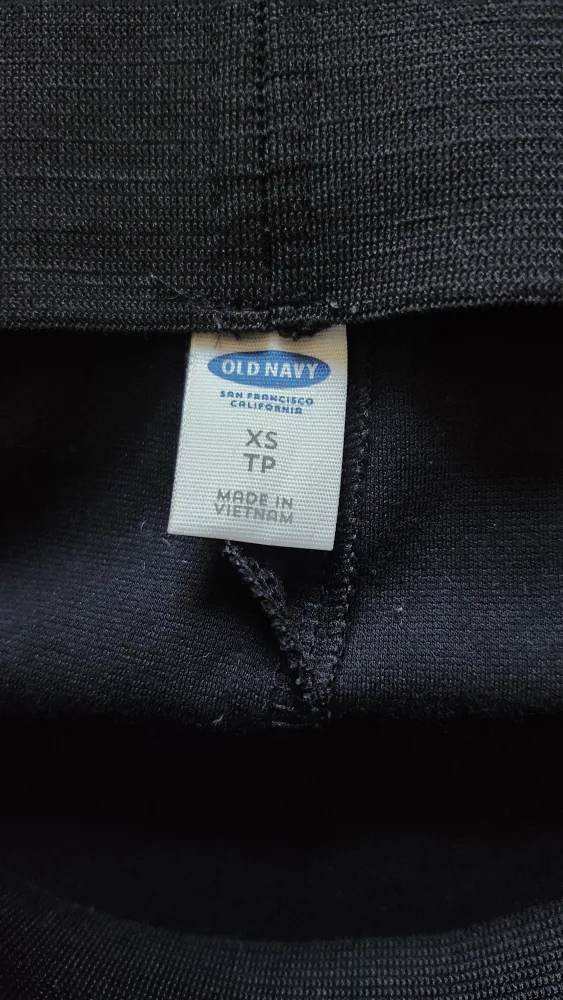 OLD NAVY
SAN FRANCISCO
CALIFORNIA
XS
TP
MADE IN
VIETNAM